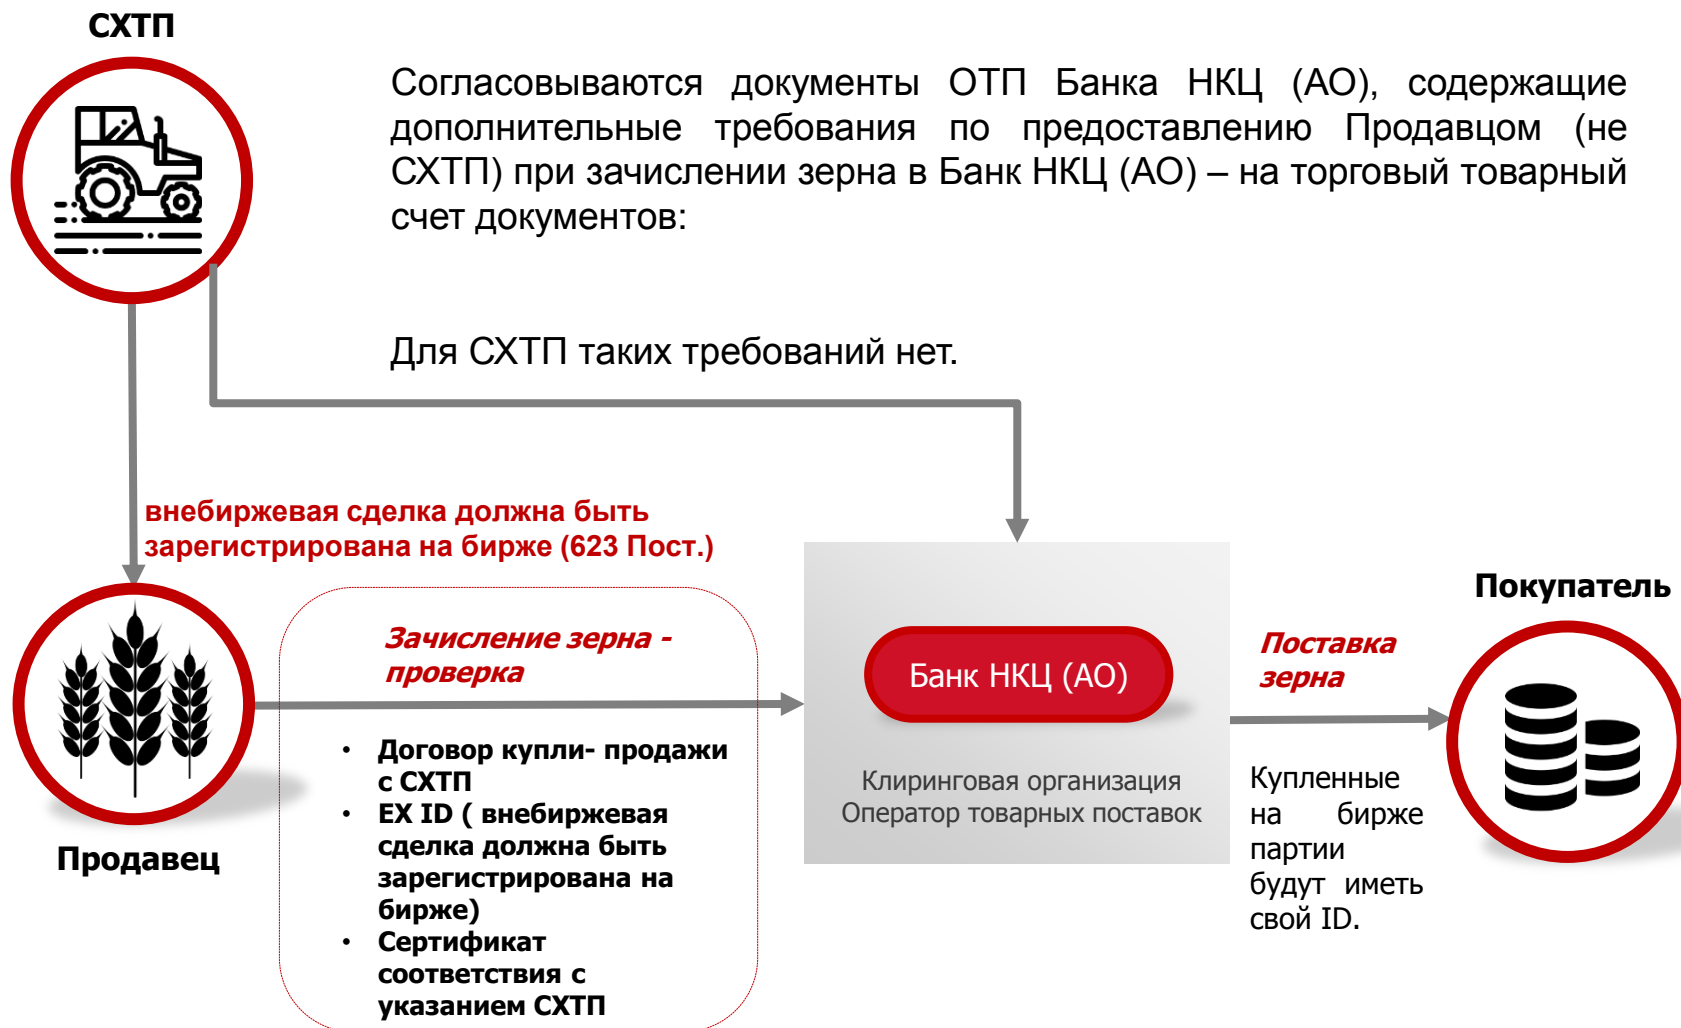 СХТП
Согласовываются документы ОТП Банка НКЦ (АО), содержащие
дополнительные требования по предоставлению Продавцом (не
СХТП) при зачислении зерна в Банк НКЦ (АО) – на торговый товарный
счет документов:
Для СХТП таких требований нет.
внебиржевая сделка должна быть
зарегистрирована на бирже (623 Пост.)
Продавец
Зачисление зерна -
проверка
• Договор купли- продажи
с СХТП
• EX ID ( внебиржевая
сделка должна быть
зарегистрирована на
бирже)
• Сертификат
соответствия с
указанием СХТП
Банк НКЦ (АО)
Клиринговая организация
Оператор товарных поставок
Поставка
зерна
Купленные
на бирже
партии
будут иметь
свой ID.
Покупатель